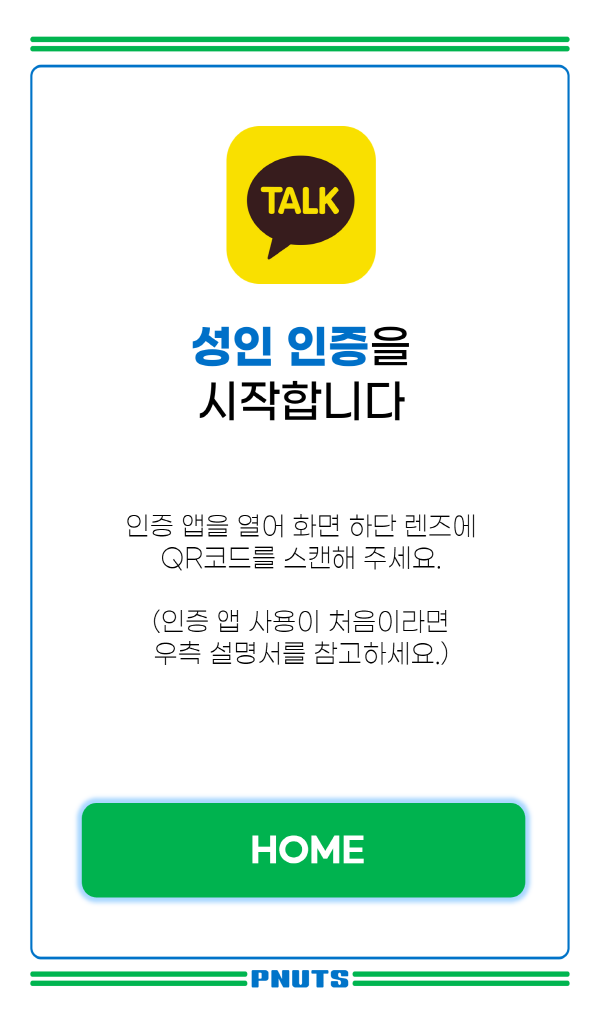 TALK
성인 인증을
시작합니다
인증 앱을 열어 화면 하단 렌즈에
QR코드를 스캔해 주세요.
(인증 앱 사용이 처음이라면
우측 설명서를 참고하세요.)
HOME
PNUTS